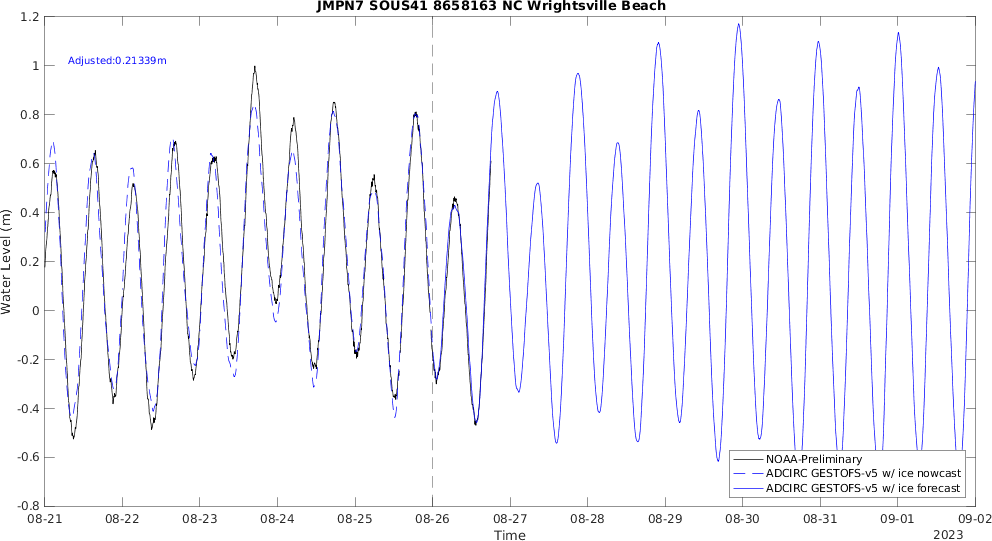 JMPN7 SOUS41 8658163 NC Wrightsville Beach
Adjusted:0.21339m
Water Level (m)
1.2
1
0.8
0.6
0.4
0.2
0
-0.2
-0.4
-0.6
-0.8
NOAA-Preliminary
ADCIRC GESTOFS-v5 w/ ice nowcast
ADCIRC GESTOFS-v5 w/ ice forecast
08-21 08-22 08-23 08-24 08-25 08-26 08-27 08-28 08-29 08-30 08-31 09-01 09-02
Time
2023